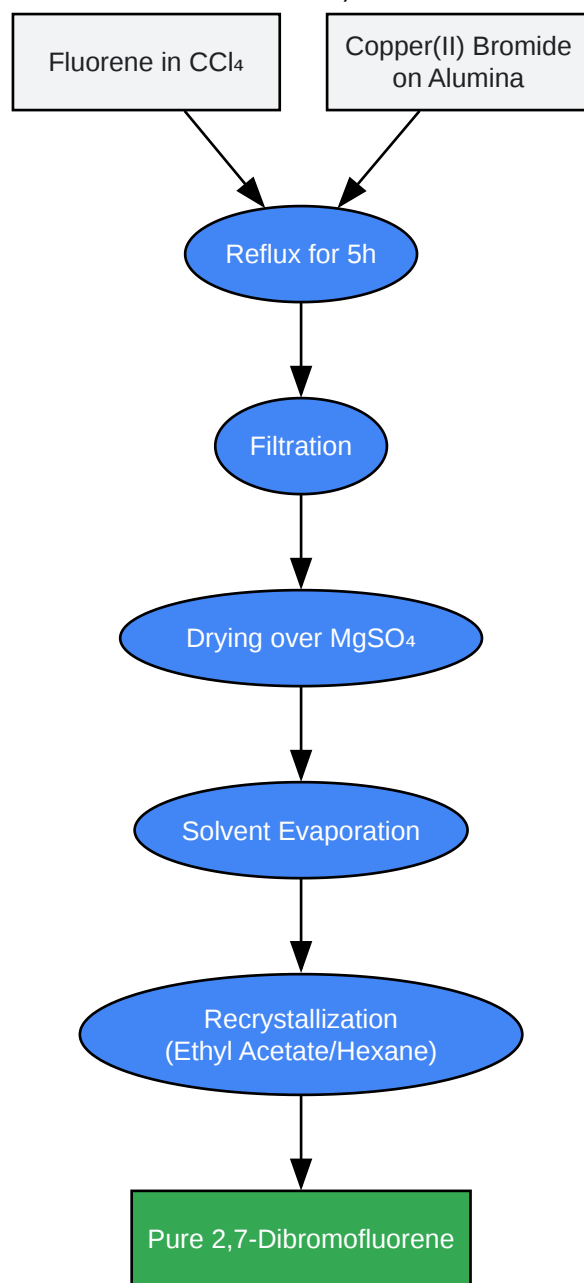 Fluorene in CCl₄
Copper(II) Bromide
on Alumina
Reflux for 5h
Filtration
Drying over MgSO₄
Solvent Evaporation
Recrystallization
(Ethyl Acetate/Hexane)
Pure 2,7-Dibromofluorene